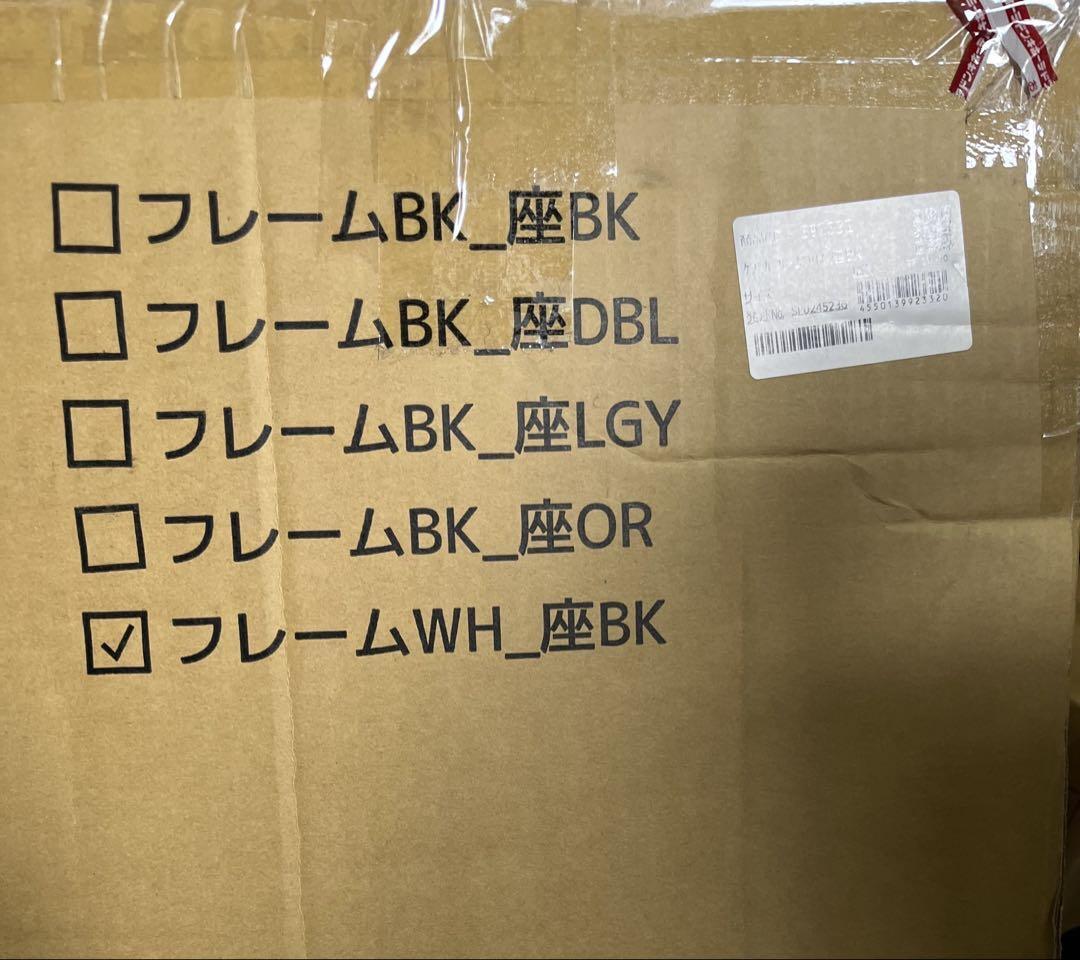 □フレームBK_座BK
□フレームBK_座DBL
□フレームBK_座LGY
□フレームBK_座OR
☑フレームWH_座BK
4550139923320